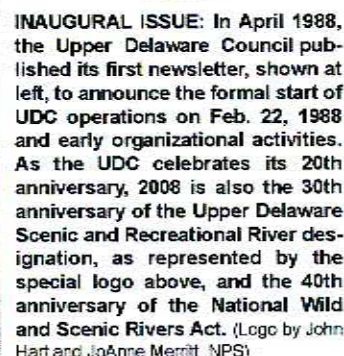 INAUGURAL ISSUE: In April 1988,
the Upper Delaware Council pub-
lished its first newsletter, shown at
left, to announce the formal start of
UDC operations on Feb. 22, 1988
and early organizational activities.
As the UDC celebrates its 20th
anniversary, 2008 is also the 30th
anniversary of the Upper Delaware
Scenic and Recreational River des-
ignation, as represented by the
special logo above, and the 40th
anniversary of the National Wild
and Scenic Rivers Act. (Logo by John
Hart and JoAnne Merritt, NPS)